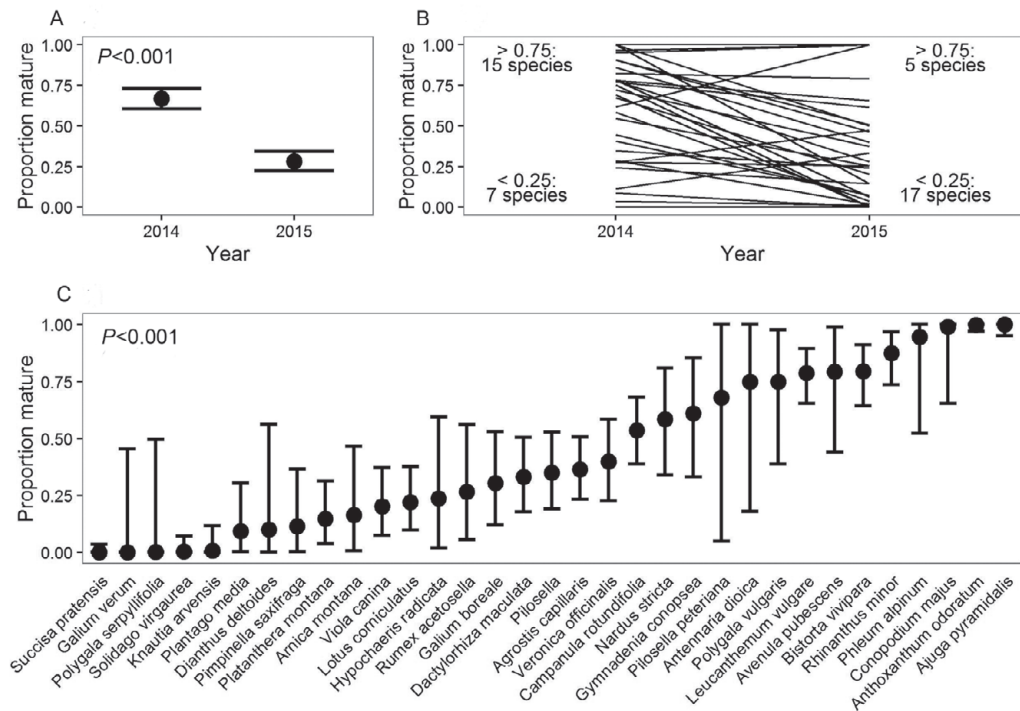 A
P<0.001
Proportion mature
1.00
0.75
0.50
0.25
0.00
2014
2015
Year
B
Proportion mature
1.00
0.75
0.50
0.25
0.00
> 0.75:
15 species
< 0.25:
7 species
> 0.75:
5 species
< 0.25:
17 species
2014
2015
Year
C
P<0.001
Proportion mature
1.00
0.75
0.50
0.25
0.00
Succisa pratensis
Galium verum
Polygala serpyllifolia
Solidago virgaurea
Knautia arvensis
Plantago media
Dianthus deltoides
Pimpinella saxifraga
Platanthera montana
Arnica montana
Viola canina
Lotus corniculatus
Hypochaeris radicata
Rumex acetosella
Galium boreale
Dactylorhiza maculata
Pilosella
Agrostis capillaris
Veronica officinalis
Campanula rotundifolia
Nardus stricta
Gymnadenia conopsea
Pilosella peteriana
Antennaria dioica
Polygala vulgaris
Leucanthemum vulgare
Avenula pubescens
Bistorta vivipara
Rhinanthus minor
Phleum alpinum
Conopodium majus
Anthoxanthum odoratum
Ajuga pyramidalis